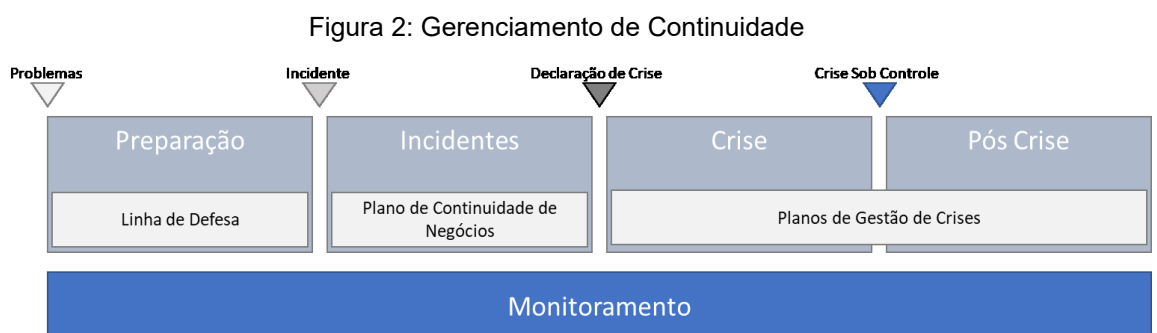 Figura 2: Gerenciamento de Continuidade
Problemas
Incidente
Declaração de Crise
Crise Sob Controle
Preparação
Incidentes
Crise
Pós Crise
Linha de Defesa
Plano de Continuidade de
Negócios
Planos de Gestão de Crises
Monitoramento